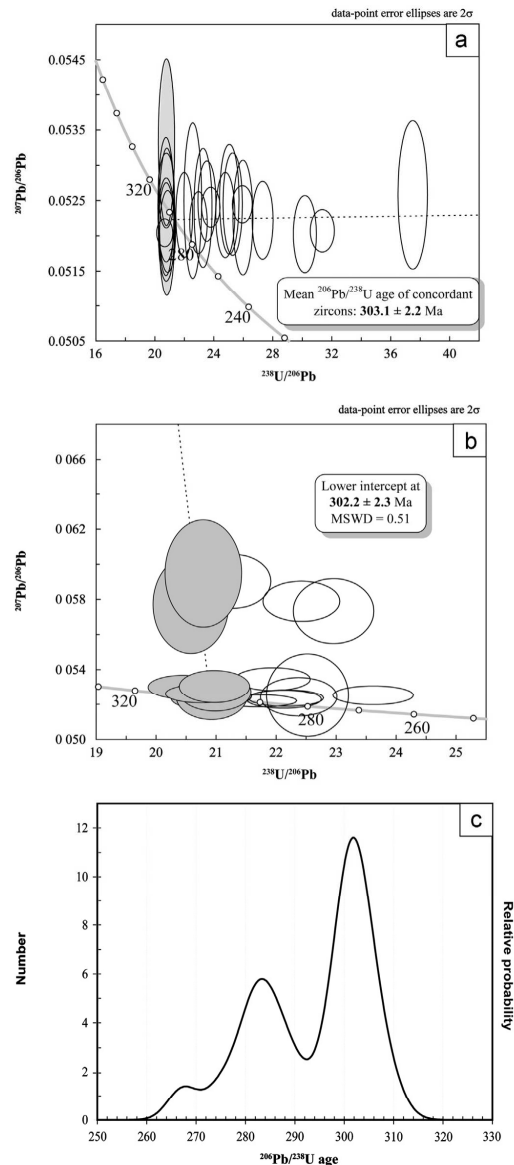 data-point error ellipses are 2σ
a
0.0545
0.0535
0.0525
0.0515
0.0505
²⁰⁷Pb/²⁰⁶Pb
320
280
240
Mean ²⁰⁶Pb/²³⁸U age of concordant
zircons: 303.1 ± 2.2 Ma
16 20 24 28 32 36 40
²³⁸U/²⁰⁶Pb
data-point error ellipses are 2σ
b
0 066
0 062
0 058
0 054
0 050
²⁰⁷Pb/²⁰⁶Pb
Lower intercept at
302.2 ± 2.3 Ma
MSWD = 0.51
320
280
260
19 20 21 22 23 24 25
²³⁸U/²⁰⁶Pb
c
12
10
8
6
4
2
0
Number
Relative probability
250 260 270 280 290 300 310 320 330
²⁰⁶Pb/²³⁸U age